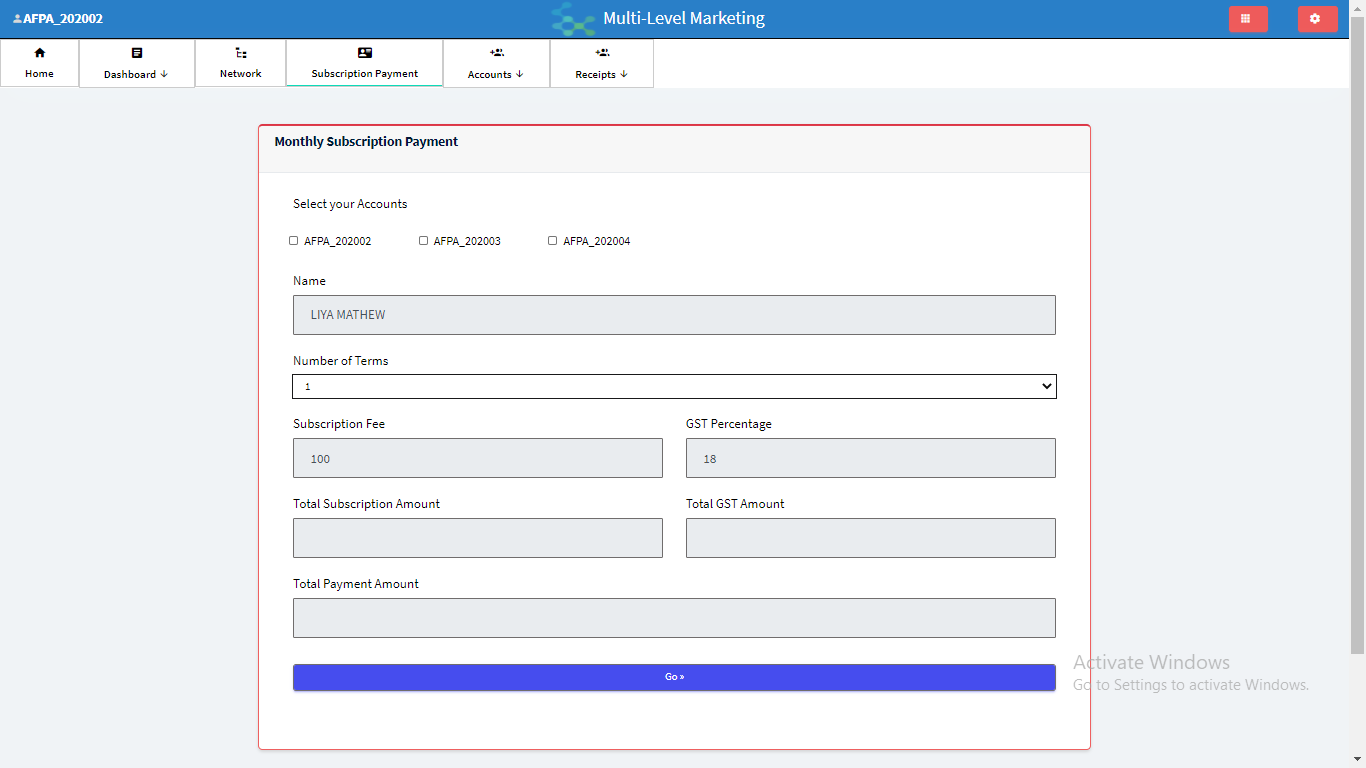 AFPA_202002
Multi-Level Marketing
Home
Dashboard ↓
Network
Subscription Payment
Accounts ↓
Receipts ↓
Monthly Subscription Payment
Select your Accounts
AFPA_202002 AFPA_202003 AFPA_202004
Name
LIYA MATHEW
Number of Terms
1
Subscription Fee GST Percentage
100 18
Total Subscription Amount Total GST Amount
Total Payment Amount
Go »
Activate Windows
Go to Settings to activate Windows.